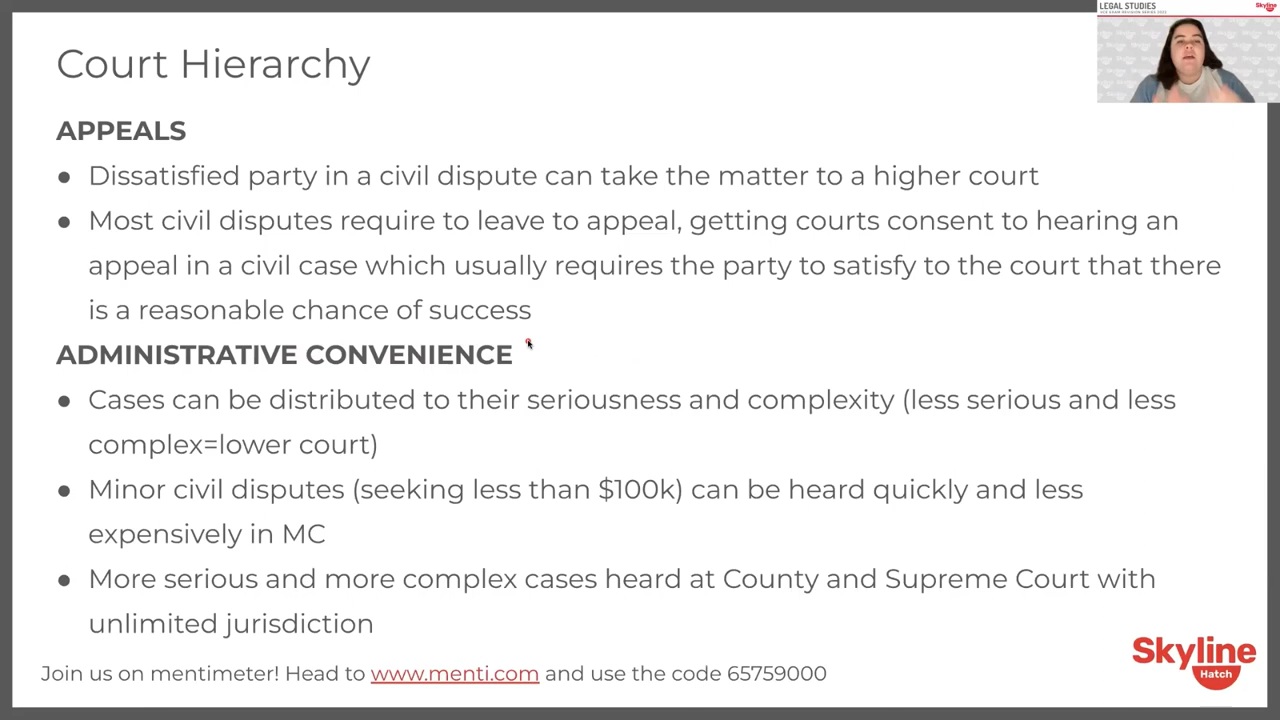 LEGAL STUDIES
Skyline
Court Hierarchy
APPEALS
● Dissatisfied party in a civil dispute can take the matter to a higher court
● Most civil disputes require to leave to appeal, getting courts consent to hearing an
appeal in a civil case which usually requires the party to satisfy to the court that there
is a reasonable chance of success
ADMINISTRATIVE CONVENIENCE
● Cases can be distributed to their seriousness and complexity (less serious and less
complex=lower court)
● Minor civil disputes (seeking less than $100k) can be heard quickly and less
expensively in MC
● More serious and more complex cases heard at County and Supreme Court with
unlimited jurisdiction
Join us on mentimeter! Head to www.menti.com and use the code 65759000
Skyline
Hatch